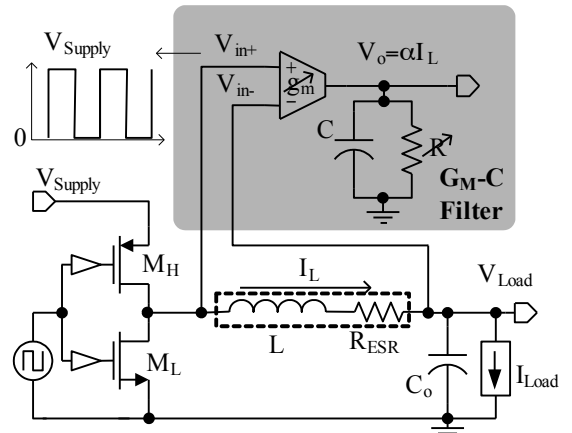 V_Supply
V_in+
V_in-
V_o=αI_L
0
+
g_m
−
C
R
G_M-C
Filter
V_Supply
M_H
I_L
V_Load
L
R_ESR
M_L
C_o
I_Load